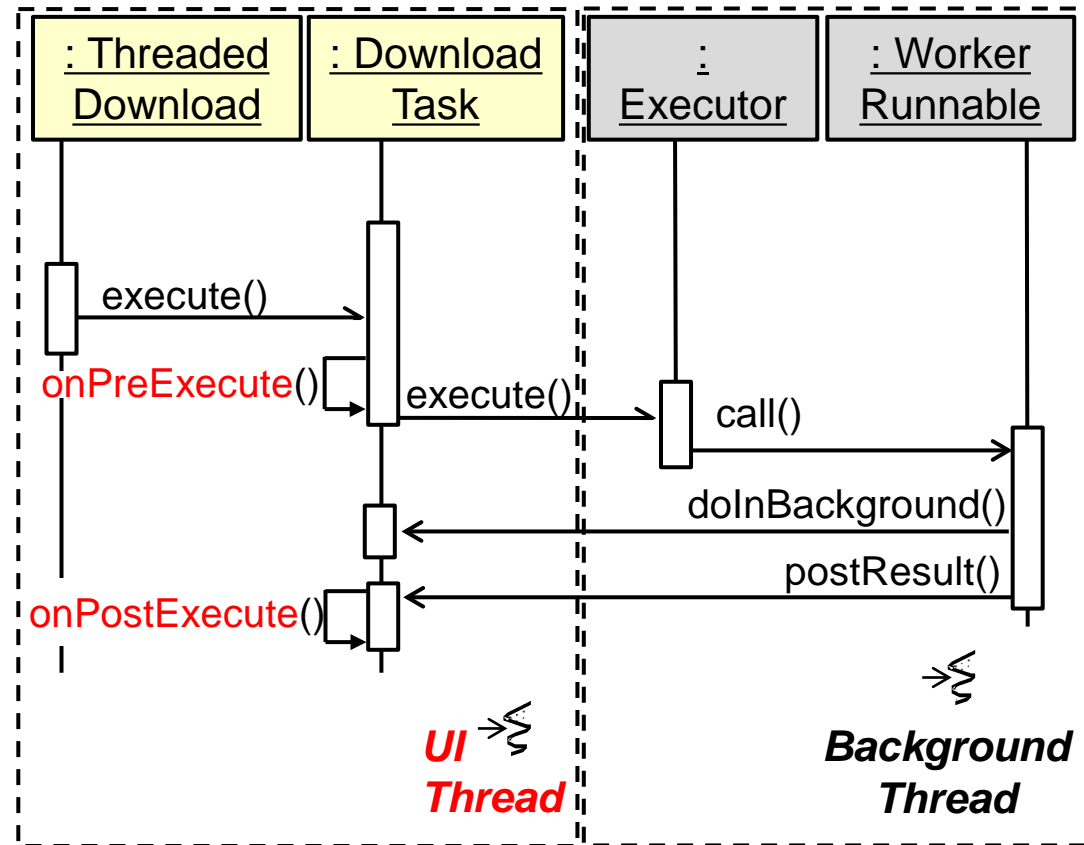 : Threaded
Download
: Download
Task
:
Executor
: Worker
Runnable
execute()
onPreExecute()
execute()
call()
doInBackground()
postResult()
onPostExecute()
UI
Thread
Background
Thread